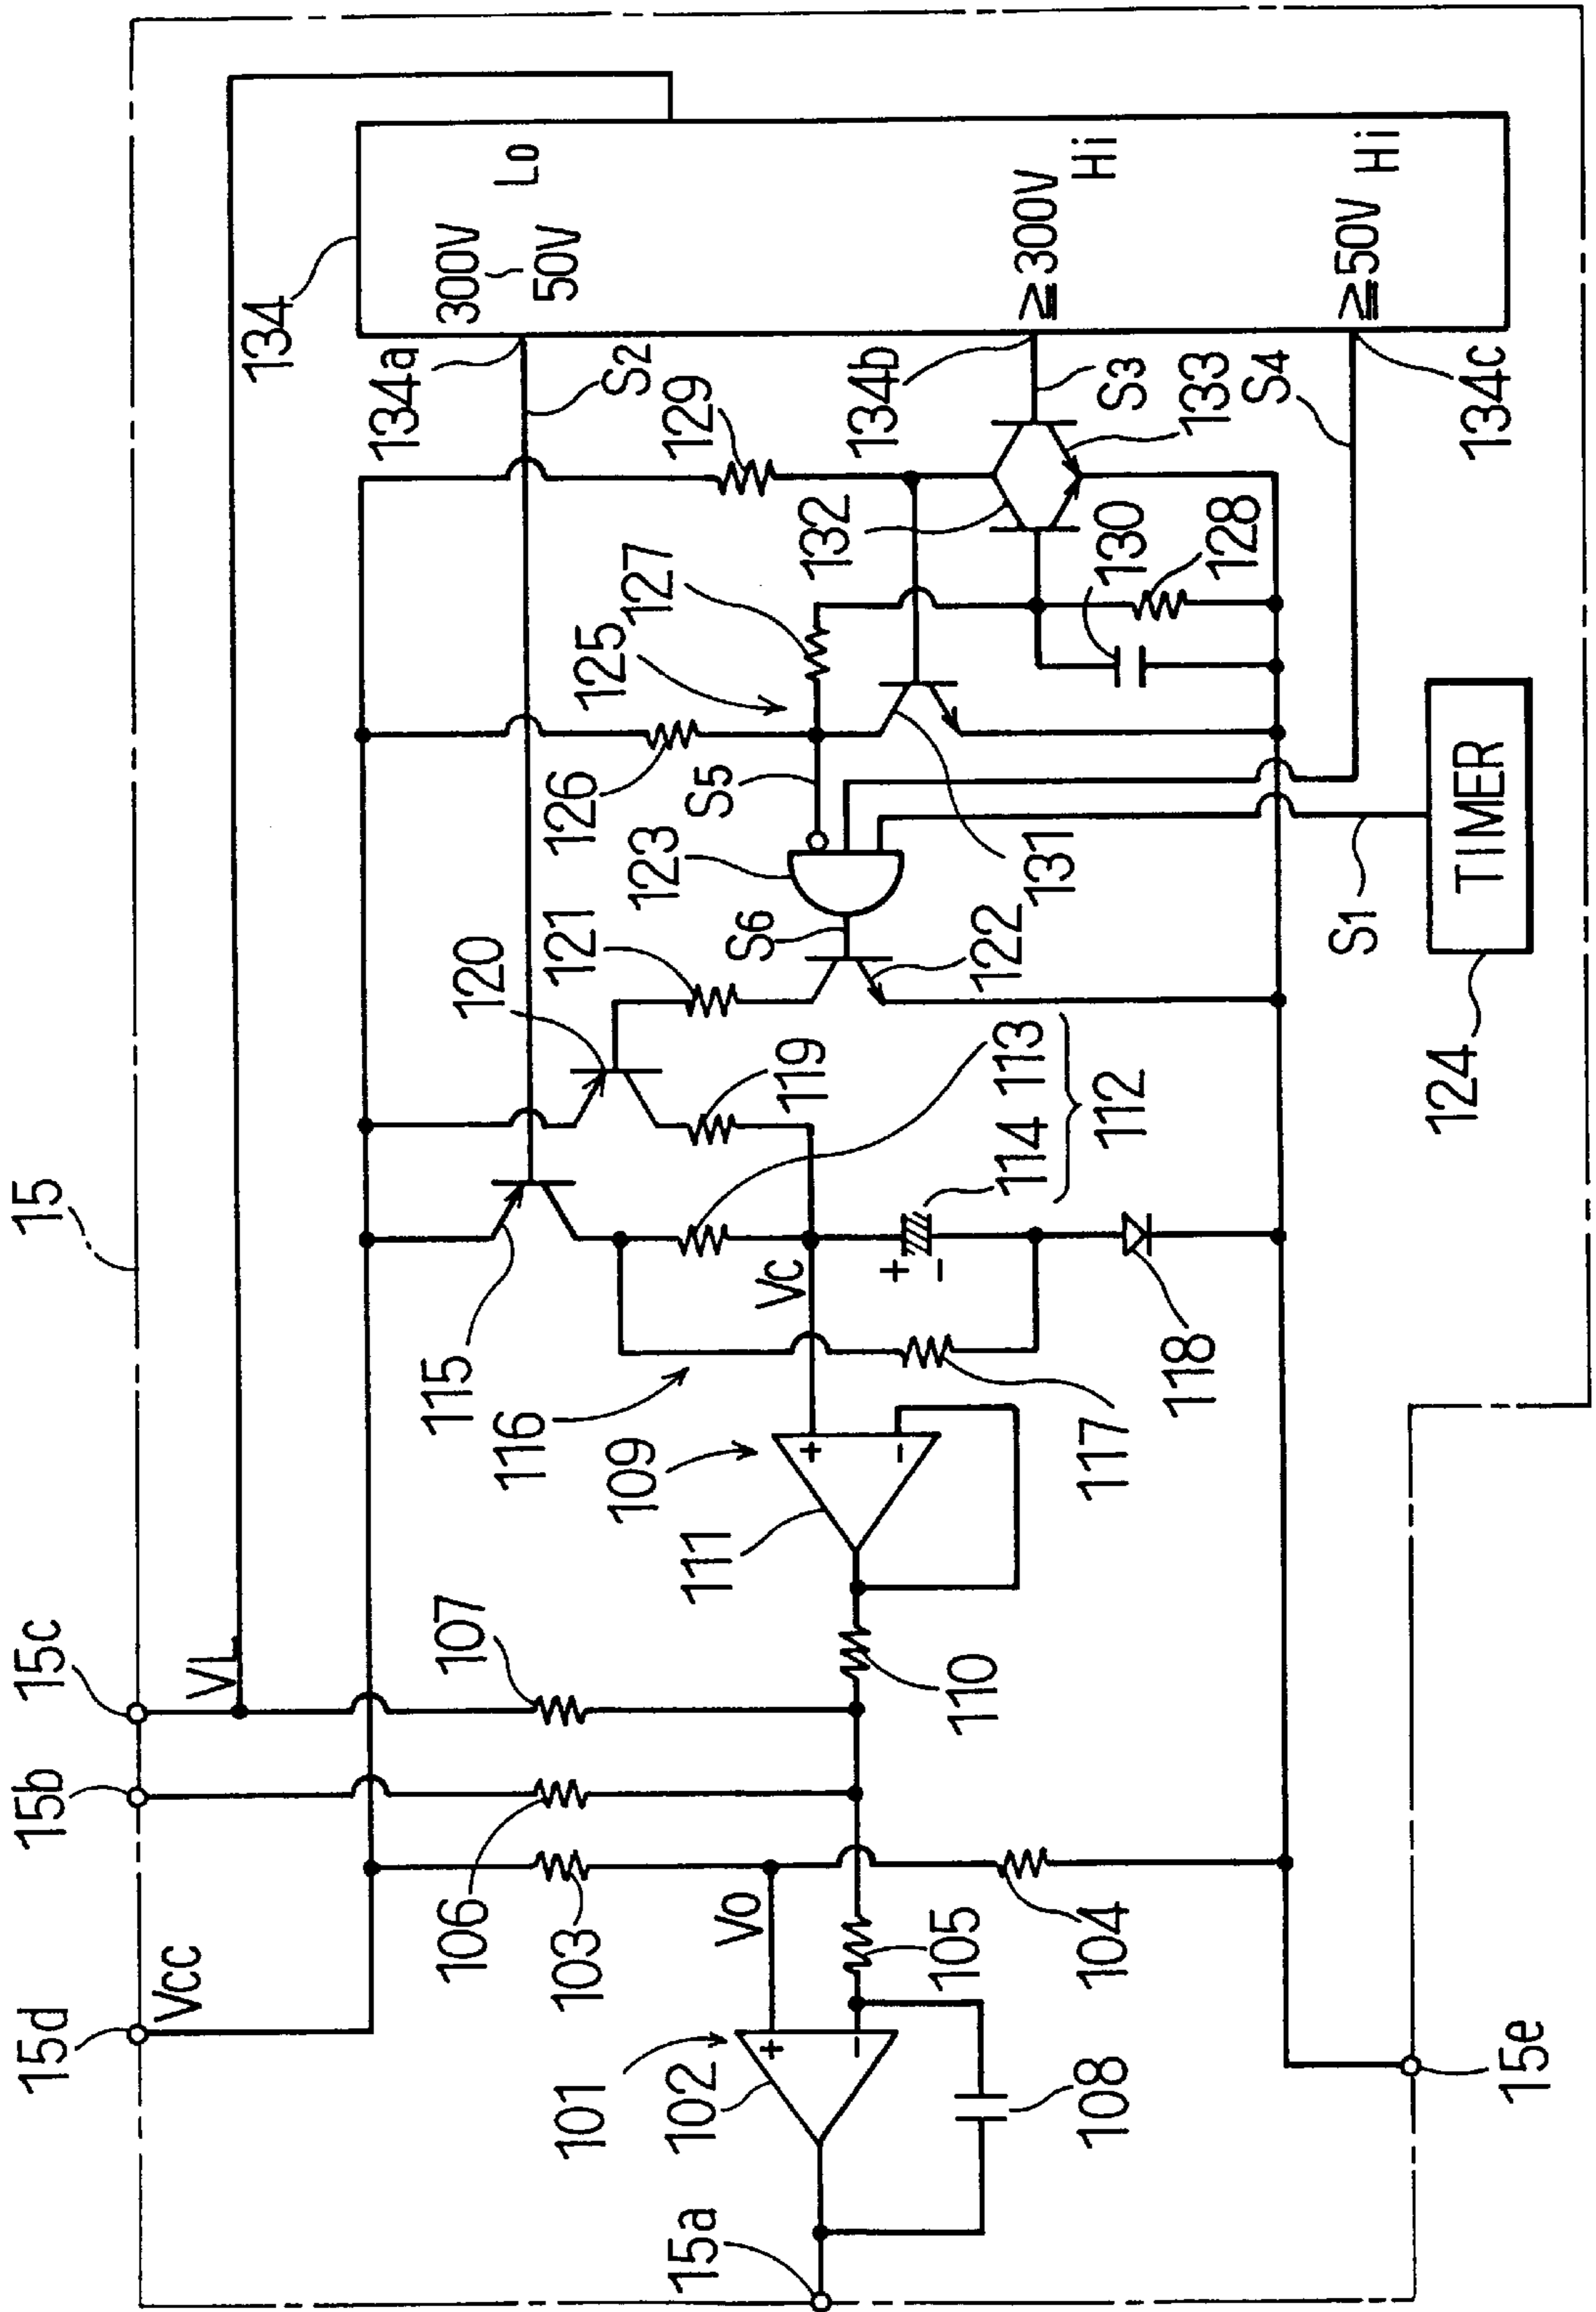 15
15d
15b
15c
Vcc
VL
134
300V
50V
Lo
≧300V
Hi
≧50V
Hi
134a
S2
134b
S3
134c
S4
129
132
133
130
128
127
125
126
S5
123
131
S6
122
121
120
119
113
114
112
Vc
+
-
115
116
117
118
S1
TIMER
124
109
111
+
-
110
107
106
103
Vo
105
104
101
102
+
-
108
15a
15e